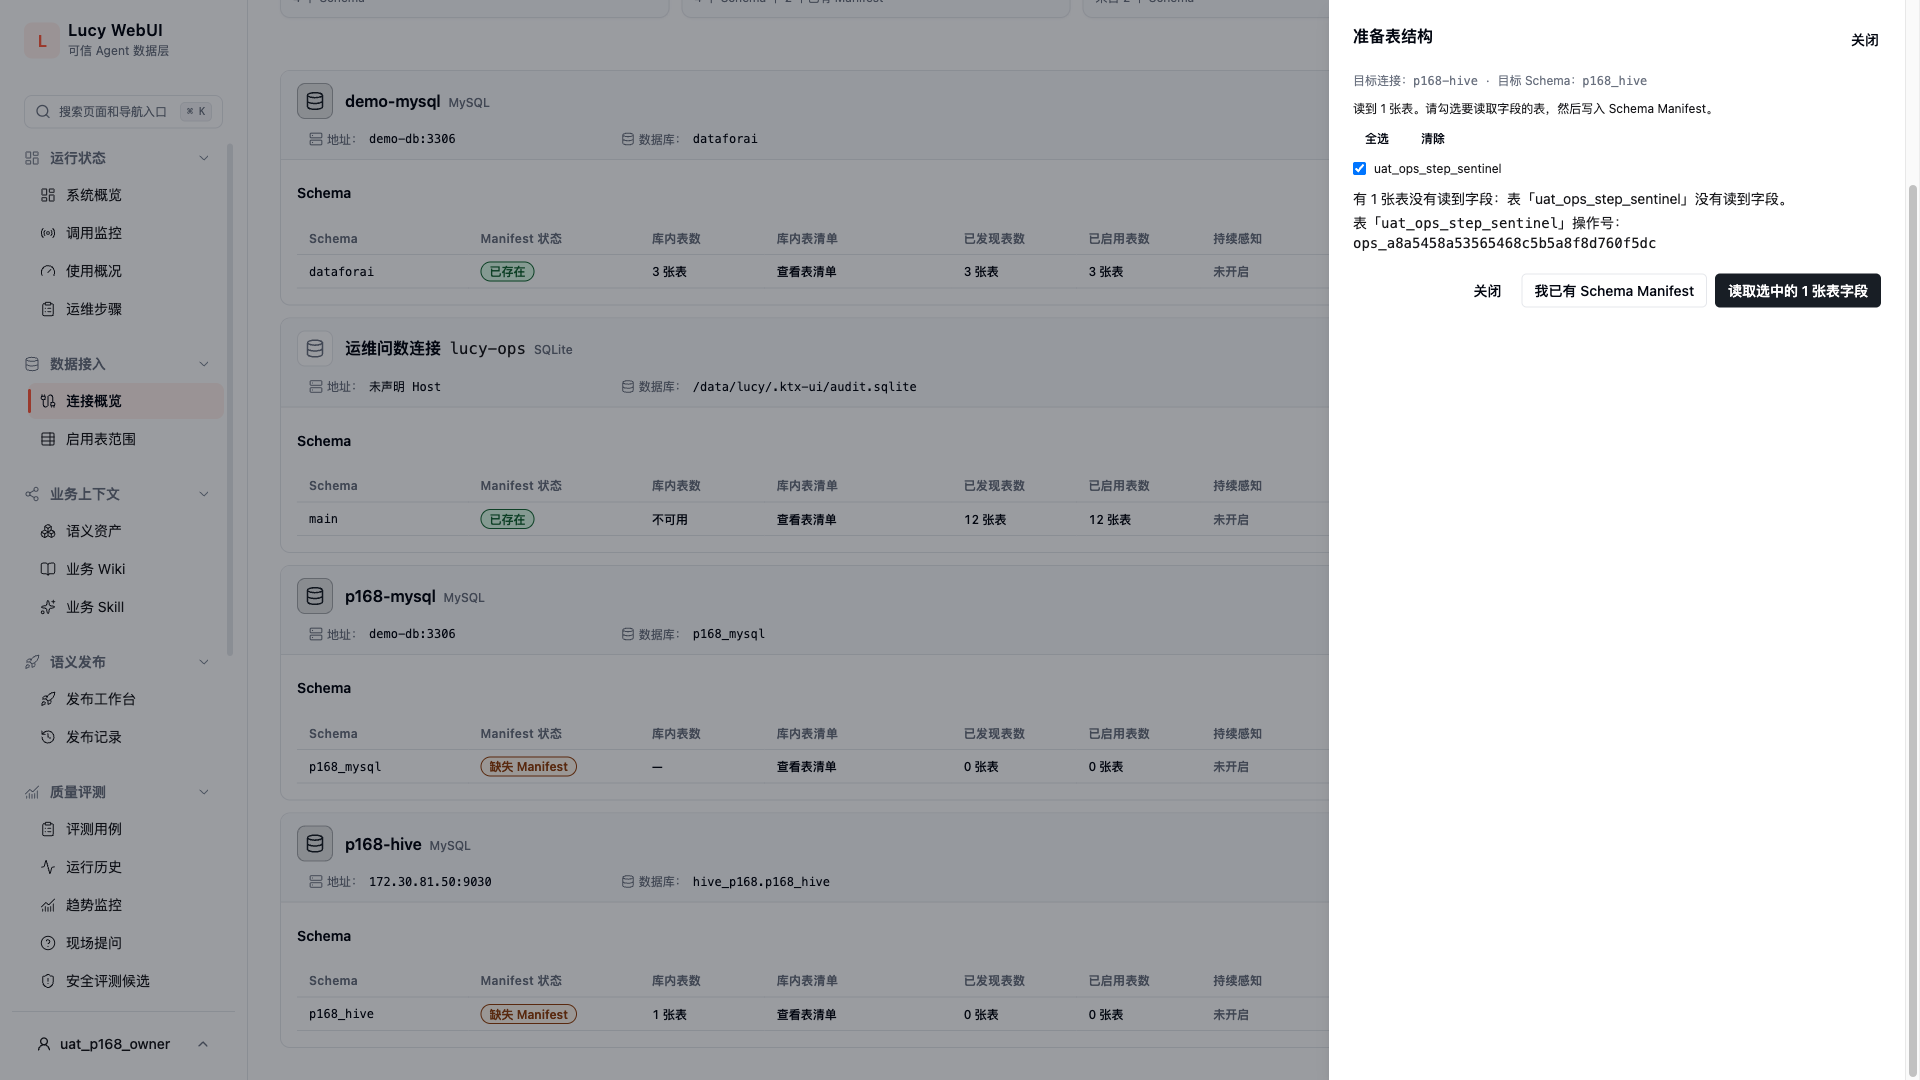 Lucy WebUI
可信 Agent 数据层
搜索页面和导航入口 ⌘ K
运行状态
系统概览
调用监控
使用概况
运维步骤
数据接入
连接概览
启用表范围
业务上下文
语义资产
业务 Wiki
业务 Skill
语义发布
发布工作台
发布记录
质量评测
评测用例
运行历史
趋势监控
现场提问
安全评测候选
uat_p168_owner
demo-mysql MySQL
地址： demo-db:3306 数据库： dataforai
Schema
Schema Manifest 状态 库内表数 库内表清单 已发现表数 已启用表数 持续感知
dataforai 已存在 3 张表 查看表清单 3 张表 3 张表 未开启
运维问数连接 lucy-ops SQLite
地址： 未声明 Host 数据库： /data/lucy/.ktx-ui/audit.sqlite
Schema
Schema Manifest 状态 库内表数 库内表清单 已发现表数 已启用表数 持续感知
main 已存在 不可用 查看表清单 12 张表 12 张表 未开启
p168-mysql MySQL
地址： demo-db:3306 数据库： p168_mysql
Schema
Schema Manifest 状态 库内表数 库内表清单 已发现表数 已启用表数 持续感知
p168_mysql 缺失 Manifest — 查看表清单 0 张表 0 张表 未开启
p168-hive MySQL
地址： 172.30.81.50:9030 数据库： hive_p168.p168_hive
Schema
Schema Manifest 状态 库内表数 库内表清单 已发现表数 已启用表数 持续感知
p168_hive 缺失 Manifest 1 张表 查看表清单 0 张表 0 张表 未开启
准备表结构
关闭
目标连接：p168-hive · 目标 Schema：p168_hive
读到 1 张表。请勾选要读取字段的表，然后写入 Schema Manifest。
全选 清除
uat_ops_step_sentinel
有 1 张表没有读到字段：表「uat_ops_step_sentinel」没有读到字段。
表「uat_ops_step_sentinel」操作号：
ops_a8a5458a53565468c5b5a8f8d760f5dc
关闭 我已有 Schema Manifest 读取选中的 1 张表字段